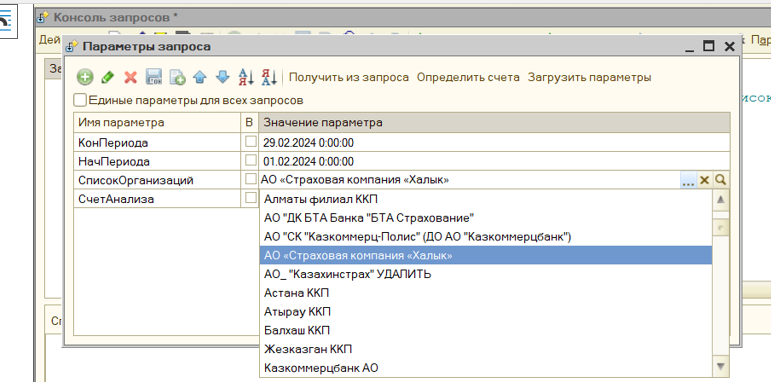 Консоль запросов *
Дей
Пар
Параметры запроса
Получить из запроса Определить счета Загрузить параметры
Единые параметры для всех запросов
Имя параметра В Значение параметра
КонПериода 29.02.2024 0:00:00
НачПериода 01.02.2024 0:00:00
СписокОрганизаций АО «Страховая компания «Халык» ...
СчетАнализа
Алматы филиал ККП
АО "ДК БТА Банка "БТА Страхование"
АО "СК "Казкоммерц-Полис" (ДО АО "Казкоммерцбанк")
АО «Страховая компания «Халык»
АО_ "Казахинстрах" УДАЛИТЬ
Астана ККП
Атырау ККП
Балхаш ККП
Жезказган ККП
Казкоммерцбанк АО